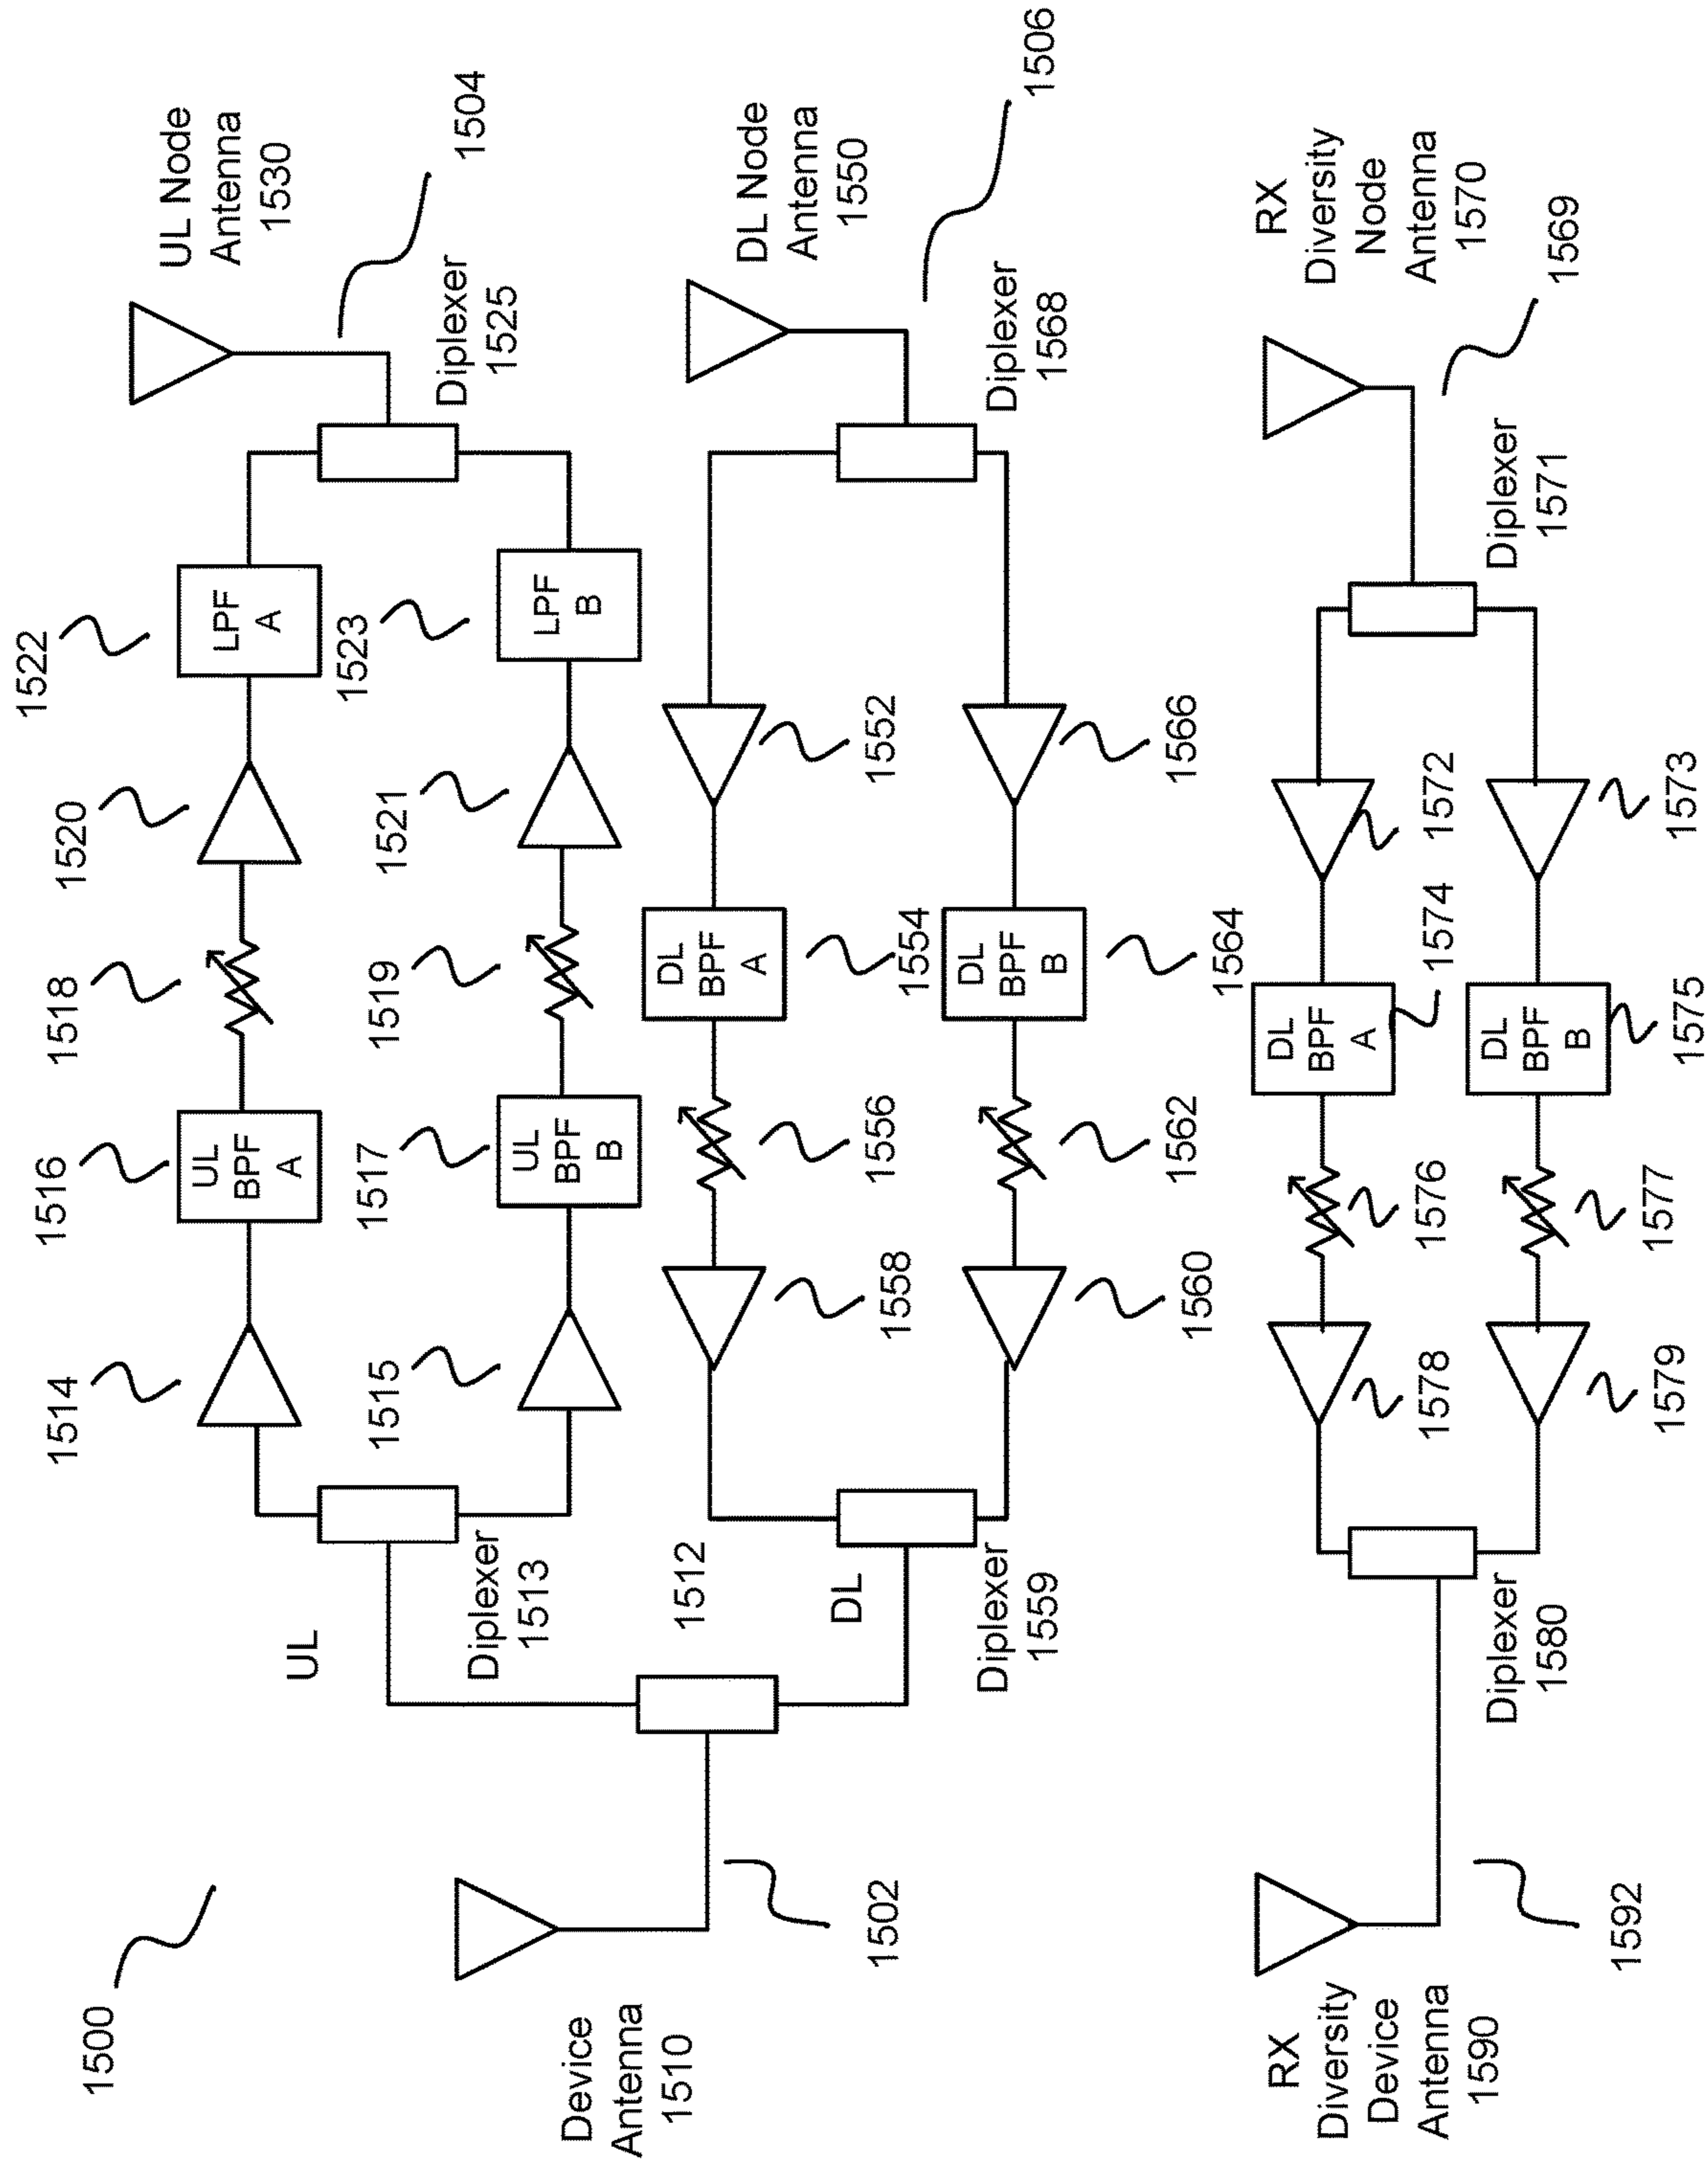 1500
UL Node
Antenna
1530
1504
1522
1520
1518
1516
1514
LPF
A
UL
BPF
A
Diplexer
1525
1523
1521
1519
1517
1515
LPF
B
UL
BPF
B
UL
Diplexer
1513
Device
Antenna
1510
1502
1512
DL Node
Antenna
1550
1506
DL
BPF
A
1552
1554
1556
1558
DL
Diplexer
1568
DL
BPF
B
1566
1564
1562
1560
Diplexer
1559
RX
Diversity
Node
Antenna
1570
1569
DL
BPF
A
1572
1574
1576
1578
Diplexer
1571
DL
BPF
B
1573
1575
1577
1579
Diplexer
1580
RX
Diversity
Device
Antenna
1590
1592